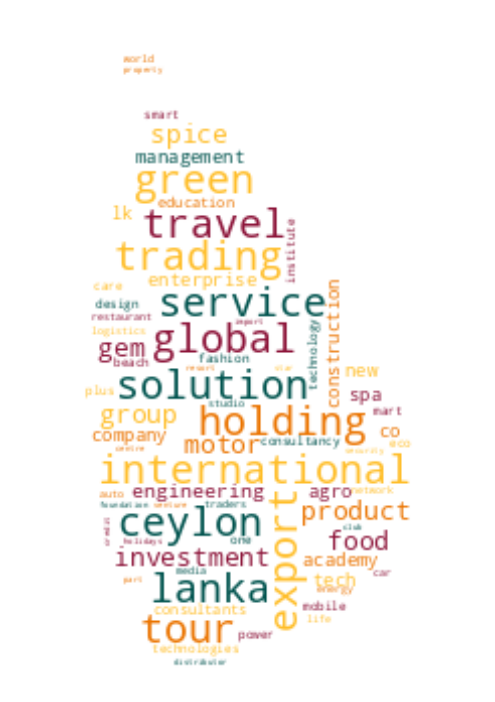 world
property
smart
spice
management
green
education
lk
travel
institute
trading
enterprise
care
service
construction
design
restaurant
import
logistics
global
technology
gem
fashion
beach
resort
star
new
solution
plus
spa
studio
mart
group
holding
company
co
motor
consultancy
eco
centre
security
international
auto
engineering
agro
network
foundation
venture
traders
export
product
ceylon
credit
club
holidays
one
food
investment
academy
media
car
part
lanka
tech
energy
consultants
mobile
tour
life
power
technologies
distributor